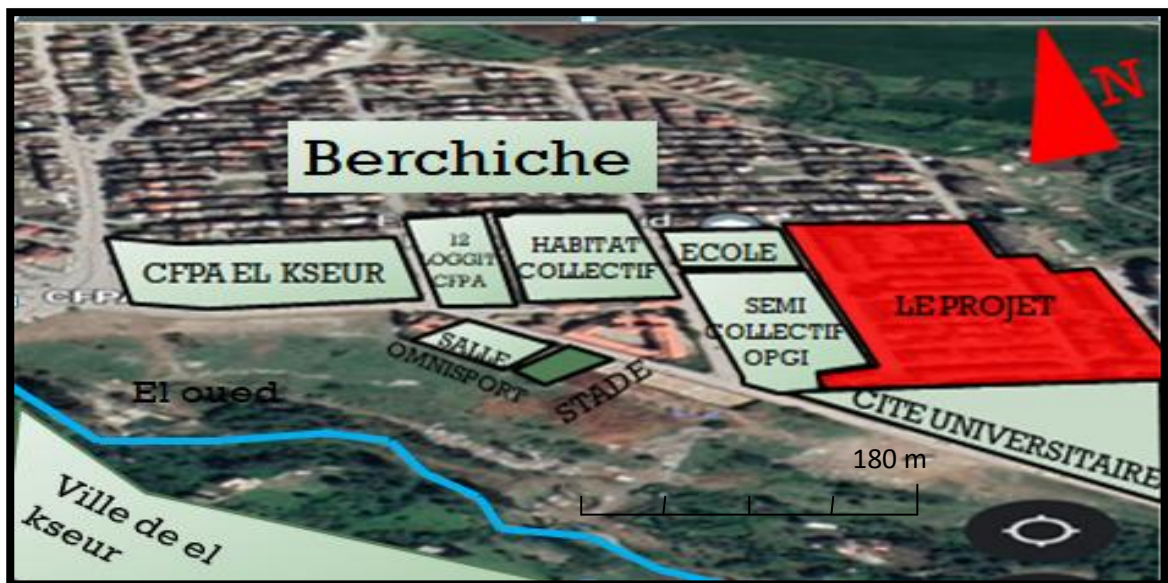 N
Berchiche
CFPA EL KSEUR
12
LOGGIT
CFPA
HABITAT
COLLECTIF
ECOLE
SEMI
COLLECTIF
OPGI
LE PROJET
CFPA
SALLE
OMNISPORT
STADE
El oued
CITE UNIVERSITAIRE
180 m
Ville de el
kseur